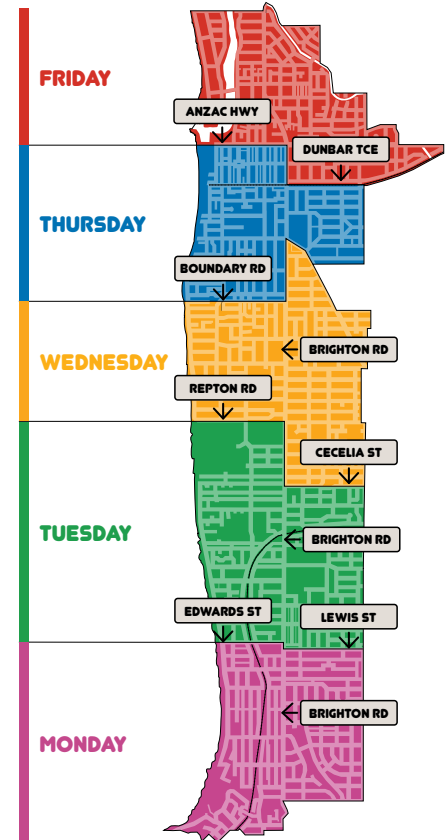 FRIDAY
ANZAC HWY
DUNBAR TCE
THURSDAY
BOUNDARY RD
BRIGHTON RD
WEDNESDAY
REPTON RD
CECELIA ST
TUESDAY
BRIGHTON RD
EDWARDS ST
LEWIS ST
BRIGHTON RD
MONDAY